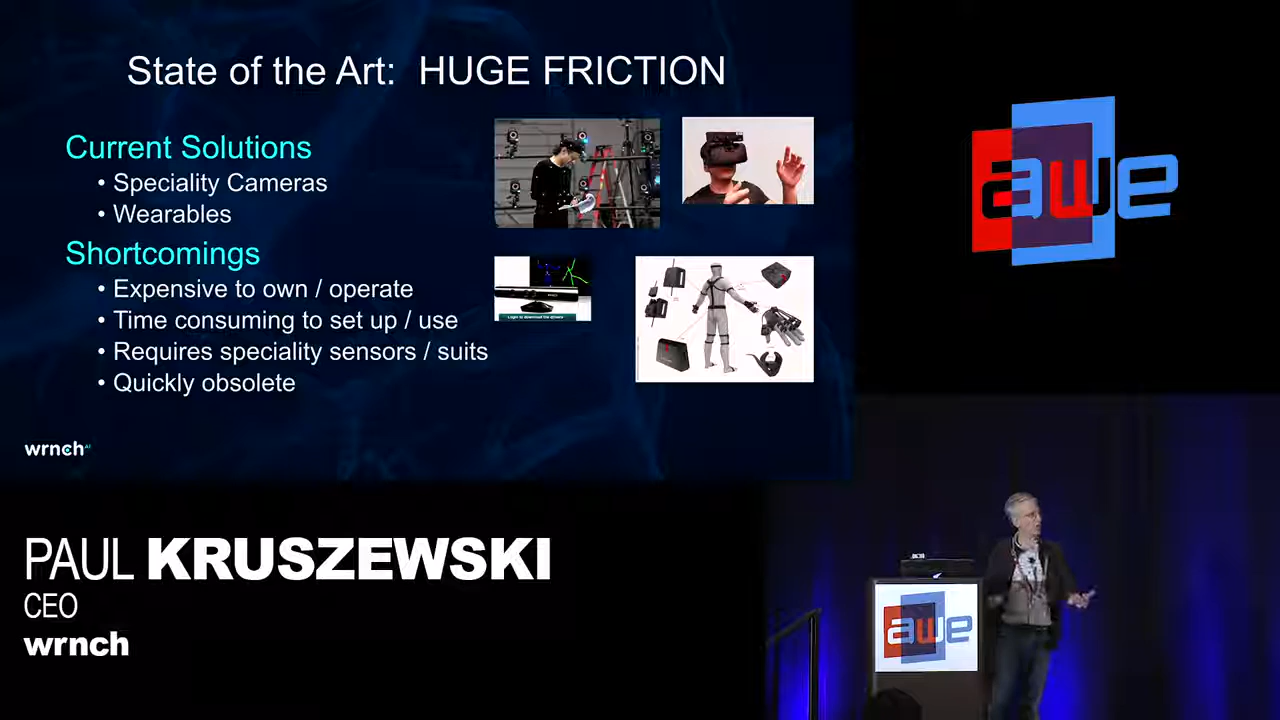 State of the Art: HUGE FRICTION
Current Solutions
• Speciality Cameras
• Wearables
Shortcomings
• Expensive to own / operate
• Time consuming to set up / use
• Requires speciality sensors / suits
• Quickly obsolete
wrnch AI
awe
PAUL KRUSZEWSKI
CEO
wrnch
awe